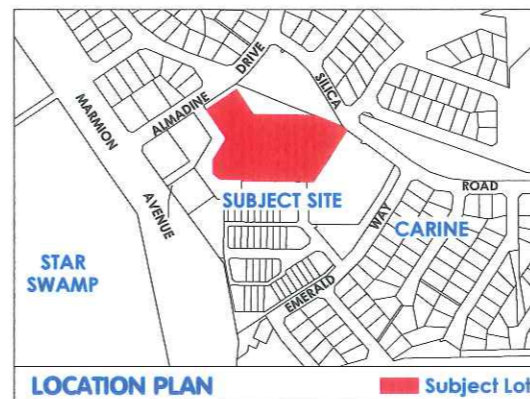 DRIVE
SILICA
ALMADINE
MARMION
AVENUE
SUBJECT SITE
ROAD
WAY
CARINE
STAR
SWAMP
EMERALD
LOCATION PLAN
Subject Lot